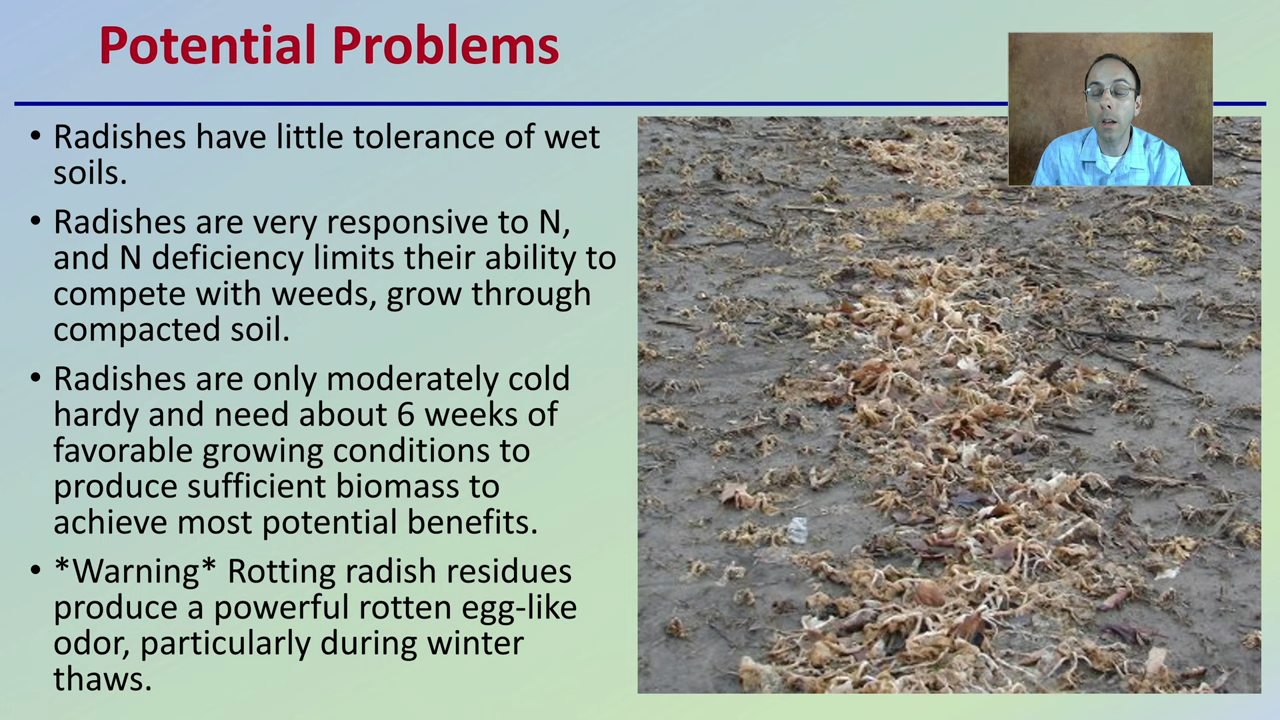 Potential Problems
• Radishes have little tolerance of wet
soils.
• Radishes are very responsive to N,
and N deficiency limits their ability to
compete with weeds, grow through
compacted soil.
• Radishes are only moderately cold
hardy and need about 6 weeks of
favorable growing conditions to
produce sufficient biomass to
achieve most potential benefits.
• *Warning* Rotting radish residues
produce a powerful rotten egg-like
odor, particularly during winter
thaws.